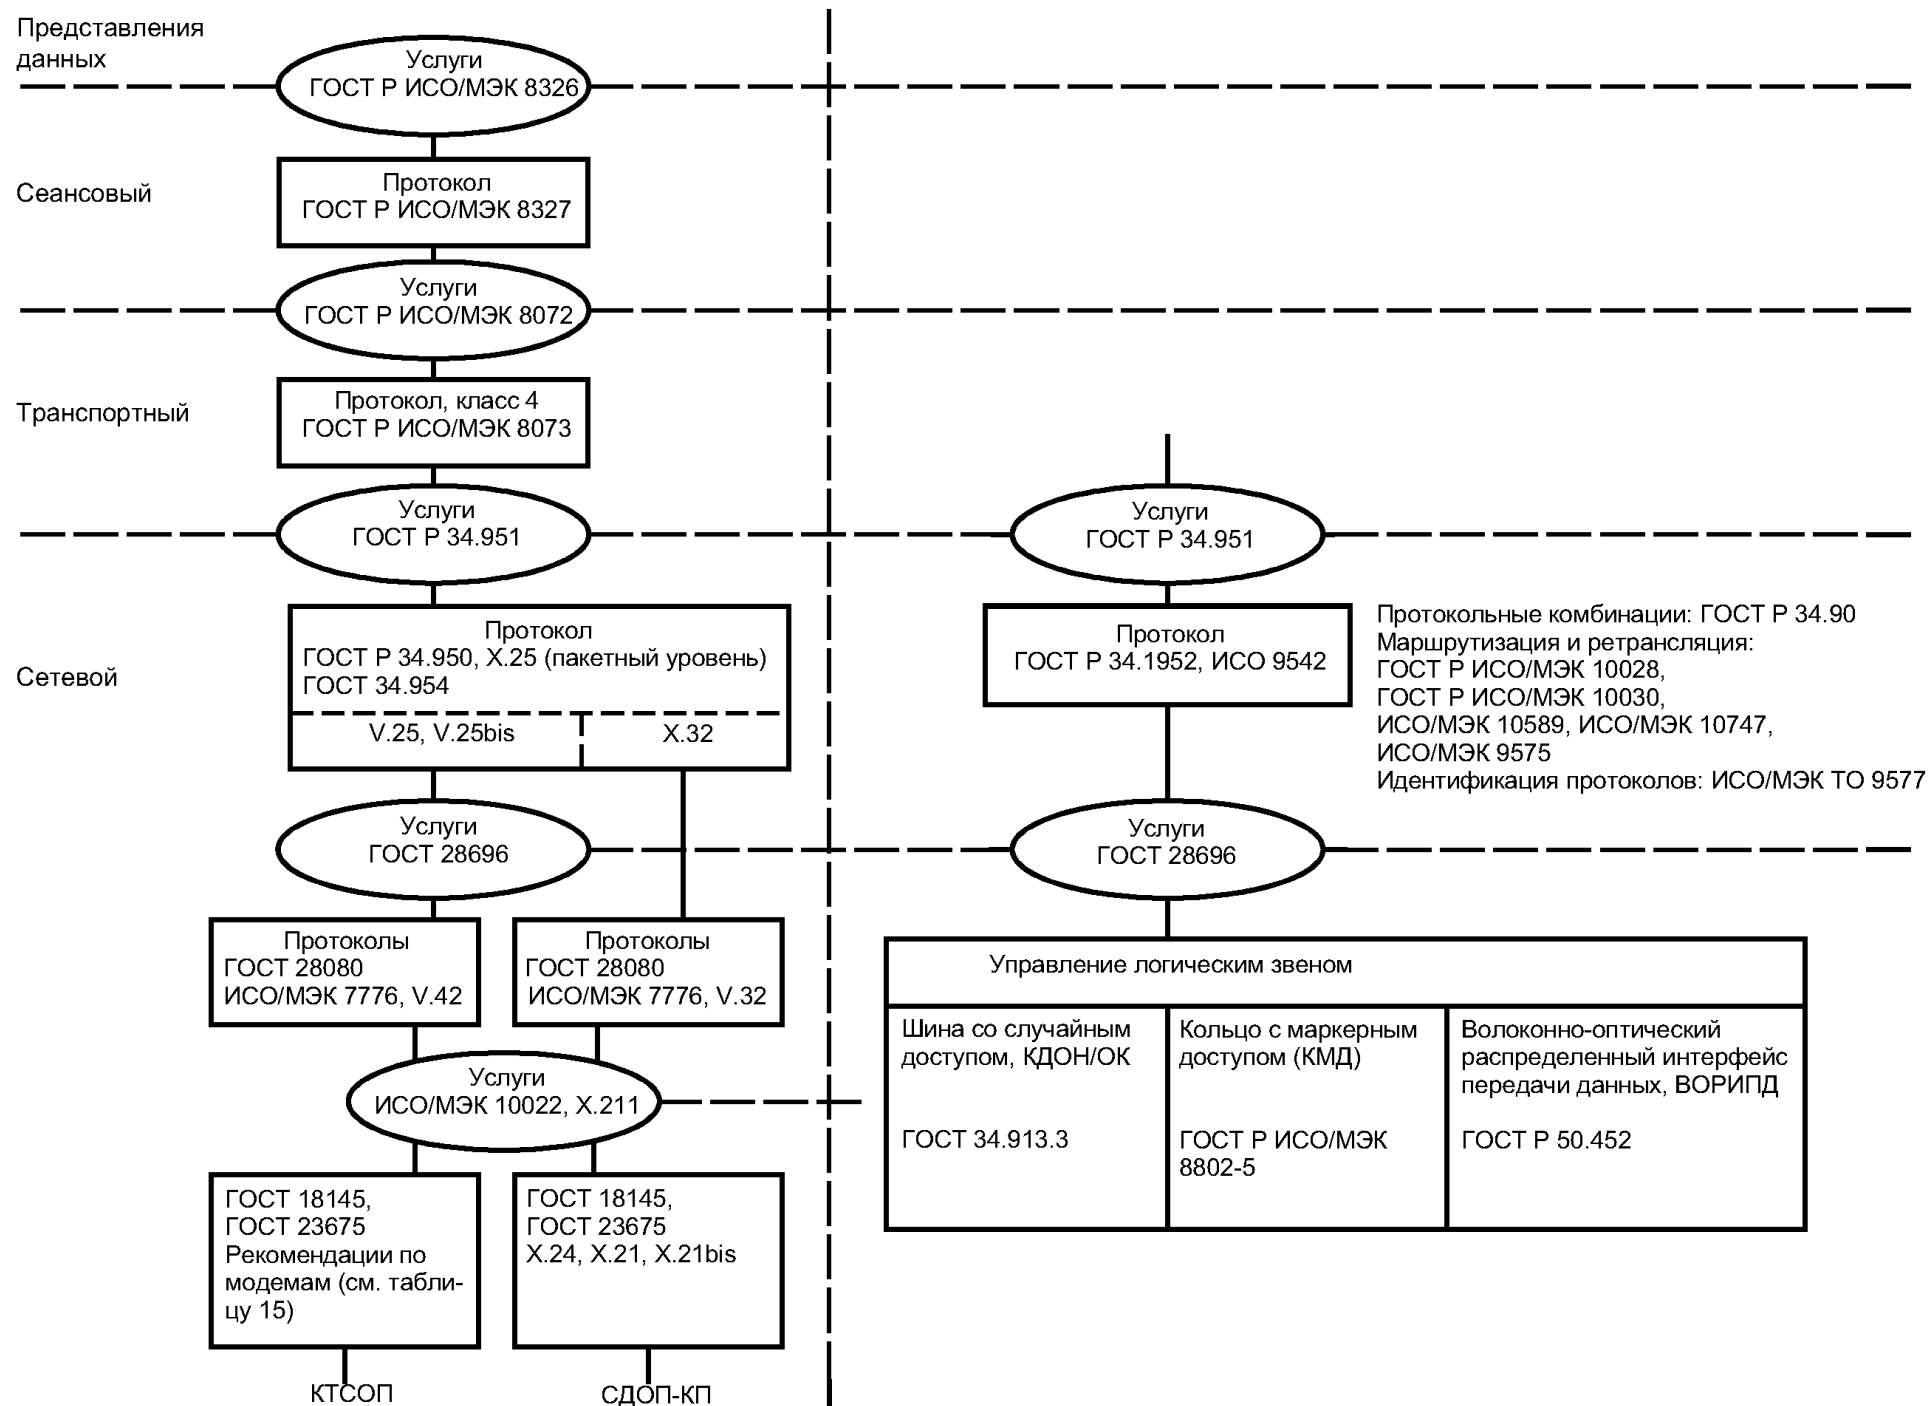 Представления
данных
Услуги
ГОСТ Р ИСО/МЭК 8326
Сеансовый
Протокол
ГОСТ Р ИСО/МЭК 8327
Услуги
ГОСТ Р ИСО/МЭК 8072
Транспортный
Протокол, класс 4
ГОСТ Р ИСО/МЭК 8073
Услуги
ГОСТ Р 34.951
Услуги
ГОСТ Р 34.951
Сетевой
Протокол
ГОСТ Р 34.950, X.25 (пакетный уровень)
ГОСТ 34.954
V.25, V.25bis
X.32
Протокол
ГОСТ Р 34.1952, ИСО 9542
Протокольные комбинации: ГОСТ Р 34.90
Маршрутизация и ретрансляция:
ГОСТ Р ИСО/МЭК 10028,
ГОСТ Р ИСО/МЭК 10030,
ИСО/МЭК 10589, ИСО/МЭК 10747,
ИСО/МЭК 9575
Идентификация протоколов: ИСО/МЭК ТО 9577
Услуги
ГОСТ 28696
Услуги
ГОСТ 28696
Протоколы
ГОСТ 28080
ИСО/МЭК 7776, V.42
Протоколы
ГОСТ 28080
ИСО/МЭК 7776, V.32
Услуги
ИСО/МЭК 10022, X.211
Управление логическим звеном
Шина со случайным
доступом, КДОН/ОК
ГОСТ 34.913.3
Кольцо с маркерным
доступом (КМД)
ГОСТ Р ИСО/МЭК
8802-5
Волоконно-оптический
распределенный интерфейс
передачи данных, ВОРИПД
ГОСТ Р 50.452
ГОСТ 18145,
ГОСТ 23675
Рекомендации по
модемам (см. табли-
цу 15)
ГОСТ 18145,
ГОСТ 23675
X.24, X.21, X.21bis
КТСОП
СДОП-КП